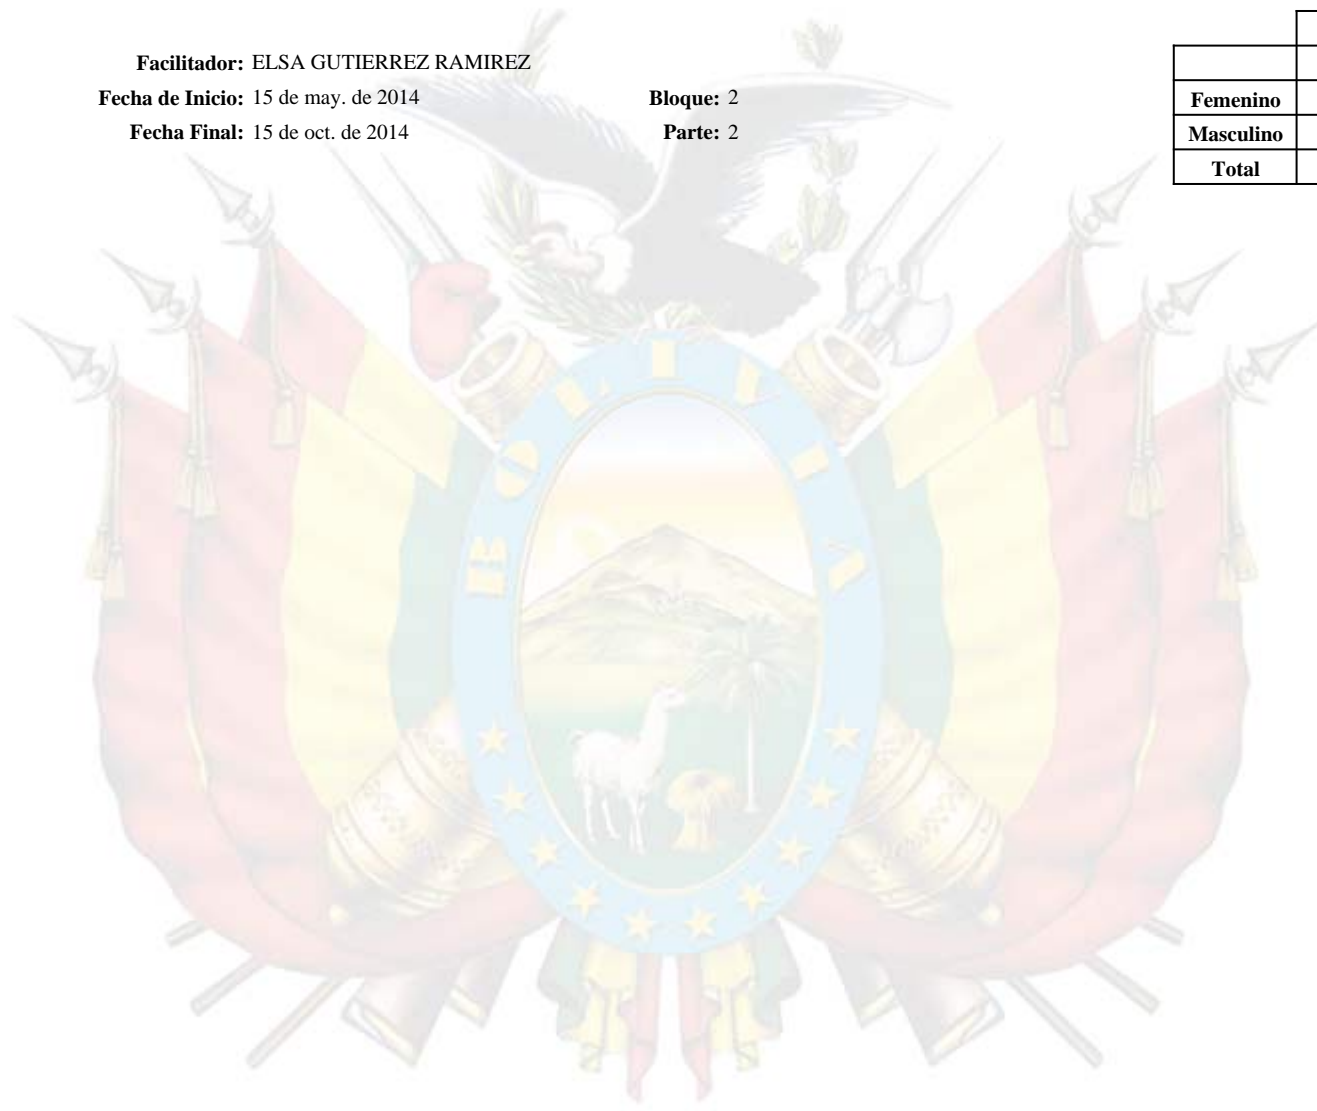 Facilitador: ELSA GUTIERREZ RAMIREZ
Fecha de Inicio: 15 de may. de 2014 Bloque: 2
Fecha Final: 15 de oct. de 2014 Parte: 2
Femenino
Masculino
Total
BOLIVIA